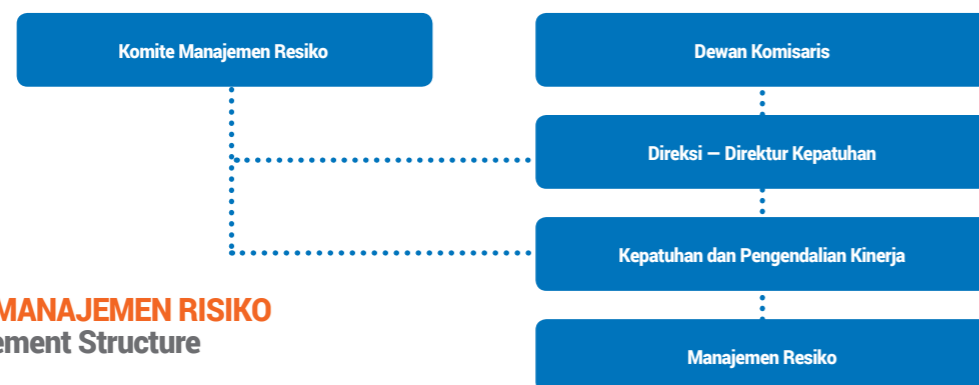 Komite Manajemen Resiko
Dewan Komisaris
Direksi — Direktur Kepatuhan
Kepatuhan dan Pengendalian Kinerja
MANAJEMEN RISIKO
ement Structure
Manajemen Resiko